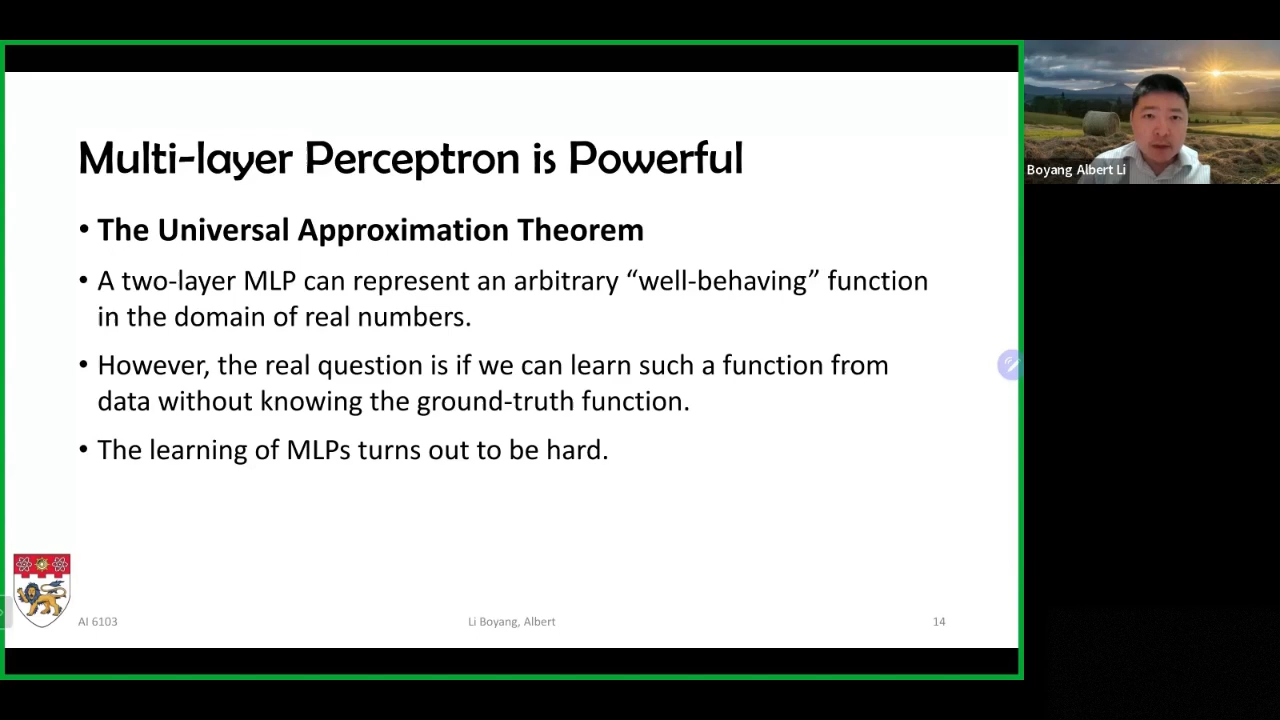 Multi-layer Perceptron is Powerful
• The Universal Approximation Theorem
• A two-layer MLP can represent an arbitrary “well-behaving” function
in the domain of real numbers.
• However, the real question is if we can learn such a function from
data without knowing the ground-truth function.
• The learning of MLPs turns out to be hard.
AI 6103
Li Boyang, Albert
14
Boyang Albert Li